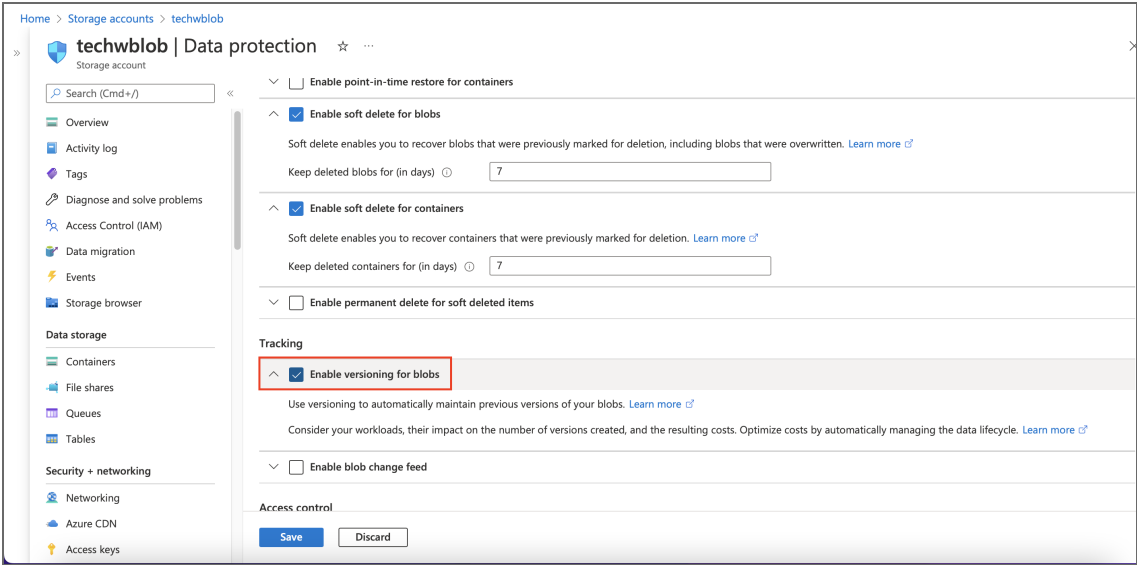 Home > Storage accounts > techwblob
techwblob | Data protection
Storage account
Search (Cmd+/)
Overview
Activity log
Tags
Diagnose and solve problems
Access Control (IAM)
Data migration
Events
Storage browser
Data storage
Containers
File shares
Queues
Tables
Security + networking
Networking
Azure CDN
Access keys
Enable point-in-time restore for containers
Enable soft delete for blobs
Soft delete enables you to recover blobs that were previously marked for deletion, including blobs that were overwritten. Learn more
Keep deleted blobs for (in days) 7
Enable soft delete for containers
Soft delete enables you to recover containers that were previously marked for deletion. Learn more
Keep deleted containers for (in days) 7
Enable permanent delete for soft deleted items
Tracking
Enable versioning for blobs
Use versioning to automatically maintain previous versions of your blobs. Learn more
Consider your workloads, their impact on the number of versions created, and the resulting costs. Optimize costs by automatically managing the data lifecycle. Learn more
Enable blob change feed
Access control
Save Discard